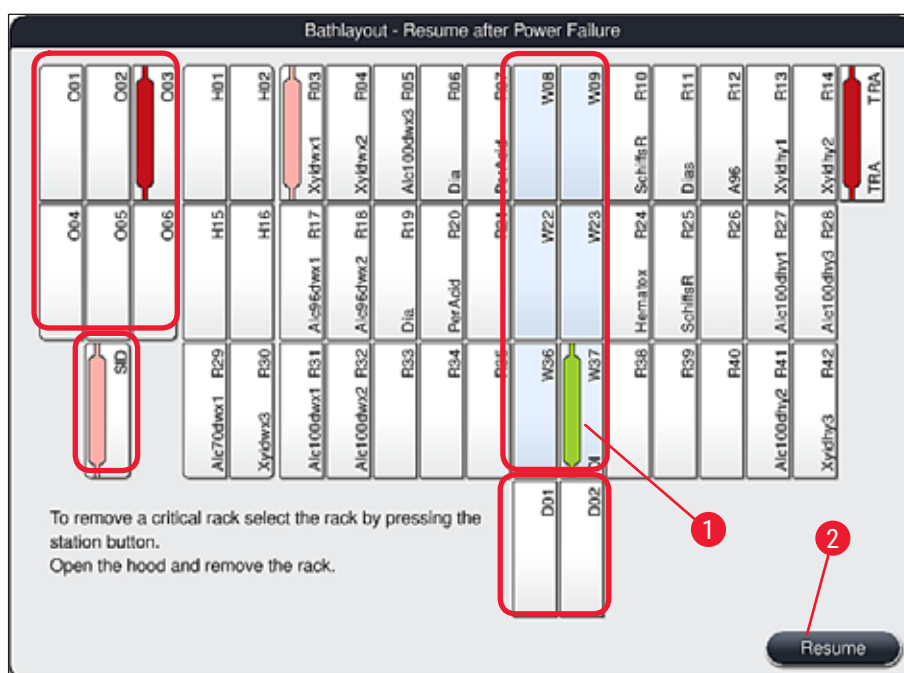 Bathlayout - Resume after Power Failure
O01
O02
O03
H01
H02
Xyldwx1 R03
Xyldwx2 R04
Alc100dwx3 R05
Dia R06
PerAcid R07
W08
W09
SchiffsR R10
Dias R11
A96 R12
Xyldhy1 R13
Xyldhy2 R14
TRA TRA
O04
O05
O06
H15
H16
Alc96dwx1 R17
Alc96dwx2 R18
Dia R19
PerAcid R20
R21
W22
W23
Hematox R24
SchiffsR R25
R26
Alc100dhy1 R27
Alc100dhy3 R28
SID
Alc70dwx1 R29
Xyldwx3 R30
Alc100dwx1 R31
Alc100dwx2 R32
R33
R34
R35
W36
DI W37
R38
R39
R40
Alc100dhy2 R41
Xyldhy3 R42
D01
D02
1
2
To remove a critical rack select the rack by pressing the
station button.
Open the hood and remove the rack.
Resume